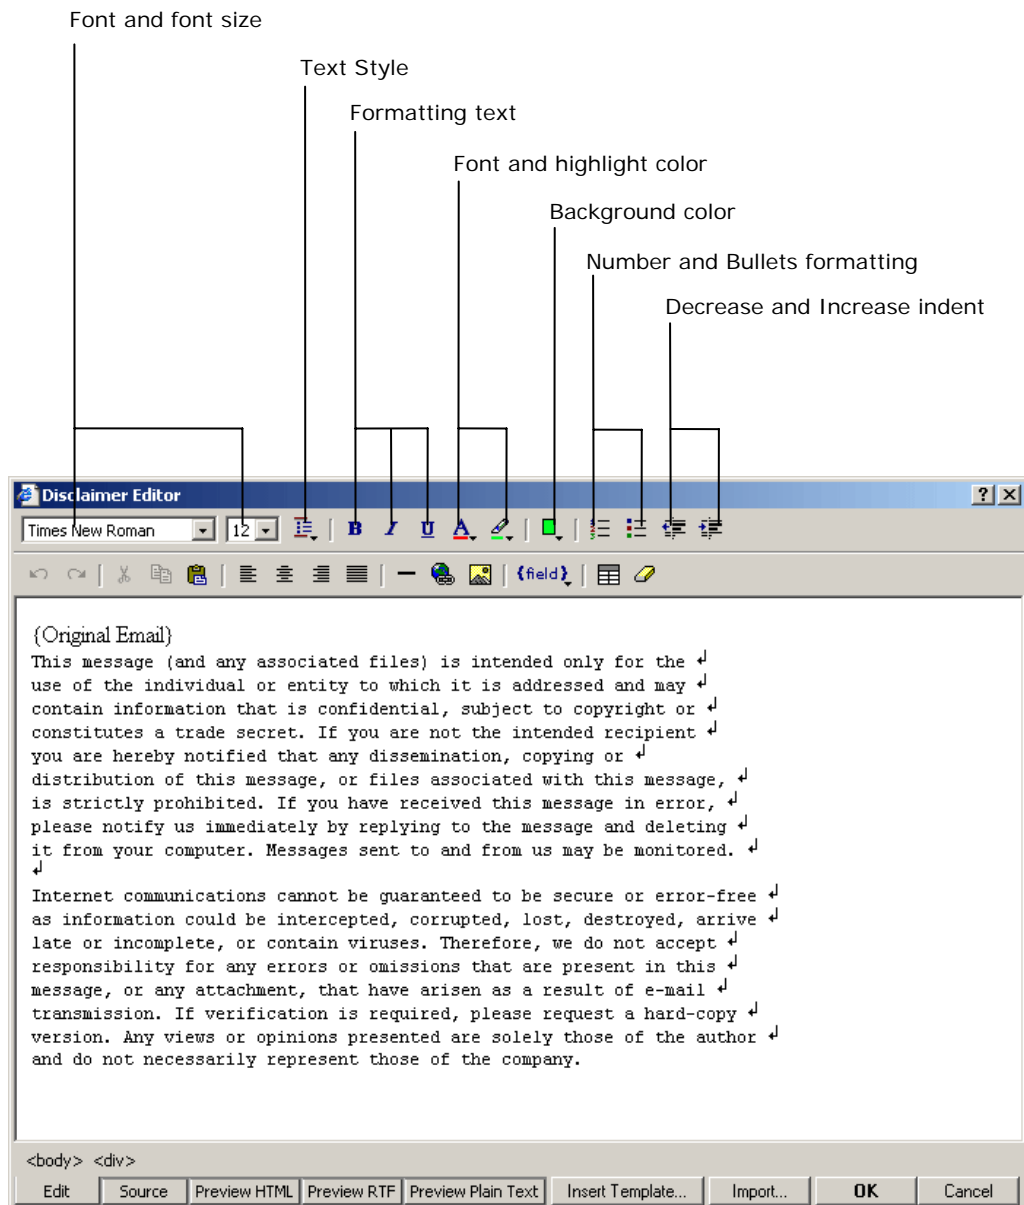 Font and font size
Text Style
Formatting text
Font and highlight color
Background color
Number and Bullets formatting
Decrease and Increase indent
Disclaimer Editor
Times New Roman 12 B I U A
{field}
{Original Email}
This message (and any associated files) is intended only for the
use of the individual or entity to which it is addressed and may
contain information that is confidential, subject to copyright or
constitutes a trade secret. If you are not the intended recipient
you are hereby notified that any dissemination, copying or
distribution of this message, or files associated with this message,
is strictly prohibited. If you have received this message in error,
please notify us immediately by replying to the message and deleting
it from your computer. Messages sent to and from us may be monitored.
Internet communications cannot be guaranteed to be secure or error-free
as information could be intercepted, corrupted, lost, destroyed, arrive
late or incomplete, or contain viruses. Therefore, we do not accept
responsibility for any errors or omissions that are present in this
message, or any attachment, that have arisen as a result of e-mail
transmission. If verification is required, please request a hard-copy
version. Any views or opinions presented are solely those of the author
and do not necessarily represent those of the company.
<body> <div>
Edit Source Preview HTML Preview RTF Preview Plain Text Insert Template... Import... OK Cancel